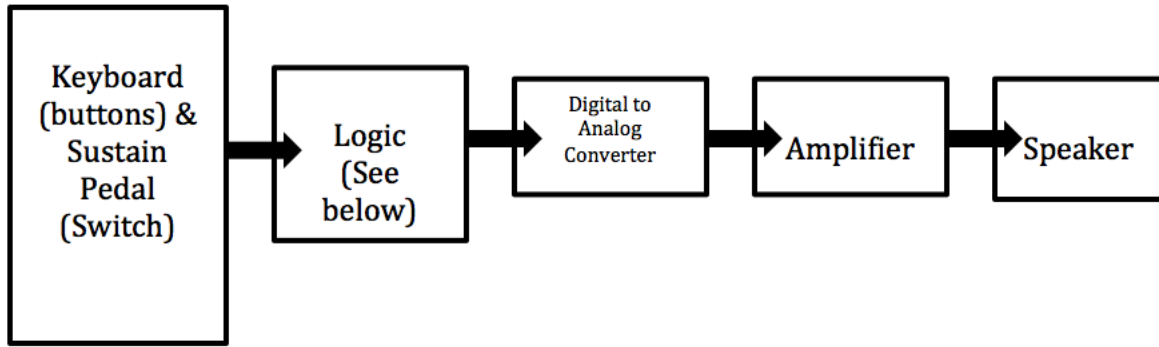 Keyboard
(buttons) &
Sustain
Pedal
(Switch)
Logic
(See
below)
Digital to
Analog
Converter
Amplifier
Speaker